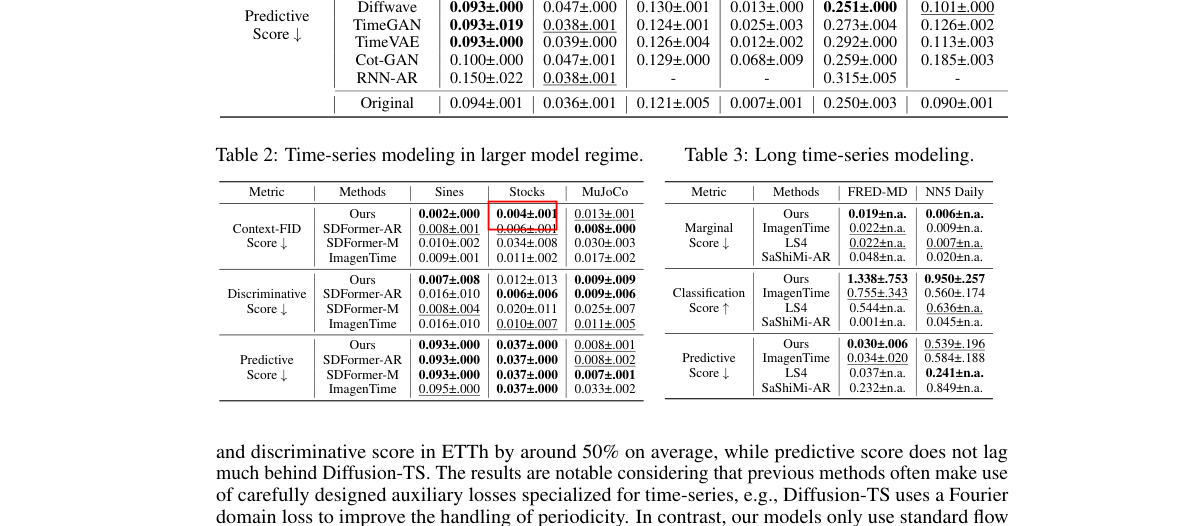 Diffwave 0.093±.000 0.047±.000 0.130±.001 0.013±.000 0.251±.000 0.101±.000
Predictive TimeGAN 0.093±.019 0.038±.001 0.124±.001 0.025±.003 0.273±.004 0.126±.002
Score ↓ TimeVAE 0.093±.000 0.039±.000 0.126±.004 0.012±.002 0.292±.000 0.113±.003
Cot-GAN 0.100±.000 0.047±.001 0.129±.000 0.068±.009 0.259±.000 0.185±.003
RNN-AR 0.150±.022 0.038±.001 - - 0.315±.005 -
Original 0.094±.001 0.036±.001 0.121±.005 0.007±.001 0.250±.003 0.090±.001
Table 2: Time-series modeling in larger model regime.
Metric Methods Sines Stocks MuJoCo
Ours 0.002±.000 0.004±.001 0.013±.001
Context-FID SDFormer-AR 0.008±.001 0.006±.001 0.008±.000
Score ↓ SDFormer-M 0.010±.002 0.034±.008 0.030±.003
ImagenTime 0.009±.001 0.011±.002 0.017±.002
Ours 0.007±.008 0.012±.013 0.009±.009
Discriminative SDFormer-AR 0.016±.010 0.006±.006 0.009±.006
Score ↓ SDFormer-M 0.008±.004 0.020±.011 0.025±.007
ImagenTime 0.016±.010 0.010±.007 0.011±.005
Ours 0.093±.000 0.037±.000 0.008±.001
Predictive SDFormer-AR 0.093±.000 0.037±.000 0.008±.002
Score ↓ SDFormer-M 0.093±.000 0.037±.000 0.007±.001
ImagenTime 0.095±.000 0.037±.000 0.033±.002
Table 3: Long time-series modeling.
Metric Methods FRED-MD NN5 Daily
Ours 0.019±n.a. 0.006±n.a.
Marginal ImagenTime 0.022±n.a. 0.009±n.a.
Score ↓ LS4 0.022±n.a. 0.007±n.a.
SaShiMi-AR 0.048±n.a. 0.020±n.a.
Ours 1.338±.753 0.950±.257
Classification ImagenTime 0.755±.343 0.560±.174
Score ↑ LS4 0.544±n.a. 0.636±n.a.
SaShiMi-AR 0.001±n.a. 0.045±n.a.
Ours 0.030±.006 0.539±.196
Predictive ImagenTime 0.034±.020 0.584±.188
Score ↓ LS4 0.037±n.a. 0.241±n.a.
SaShiMi-AR 0.232±n.a. 0.849±n.a.
and discriminative score in ETTh by around 50% on average, while predictive score does not lag
much behind Diffusion-TS. The results are notable considering that previous methods often make use
of carefully designed auxiliary losses specialized for time-series, e.g., Diffusion-TS uses a Fourier
domain loss to improve the handling of periodicity. In contrast, our models only use standard flow